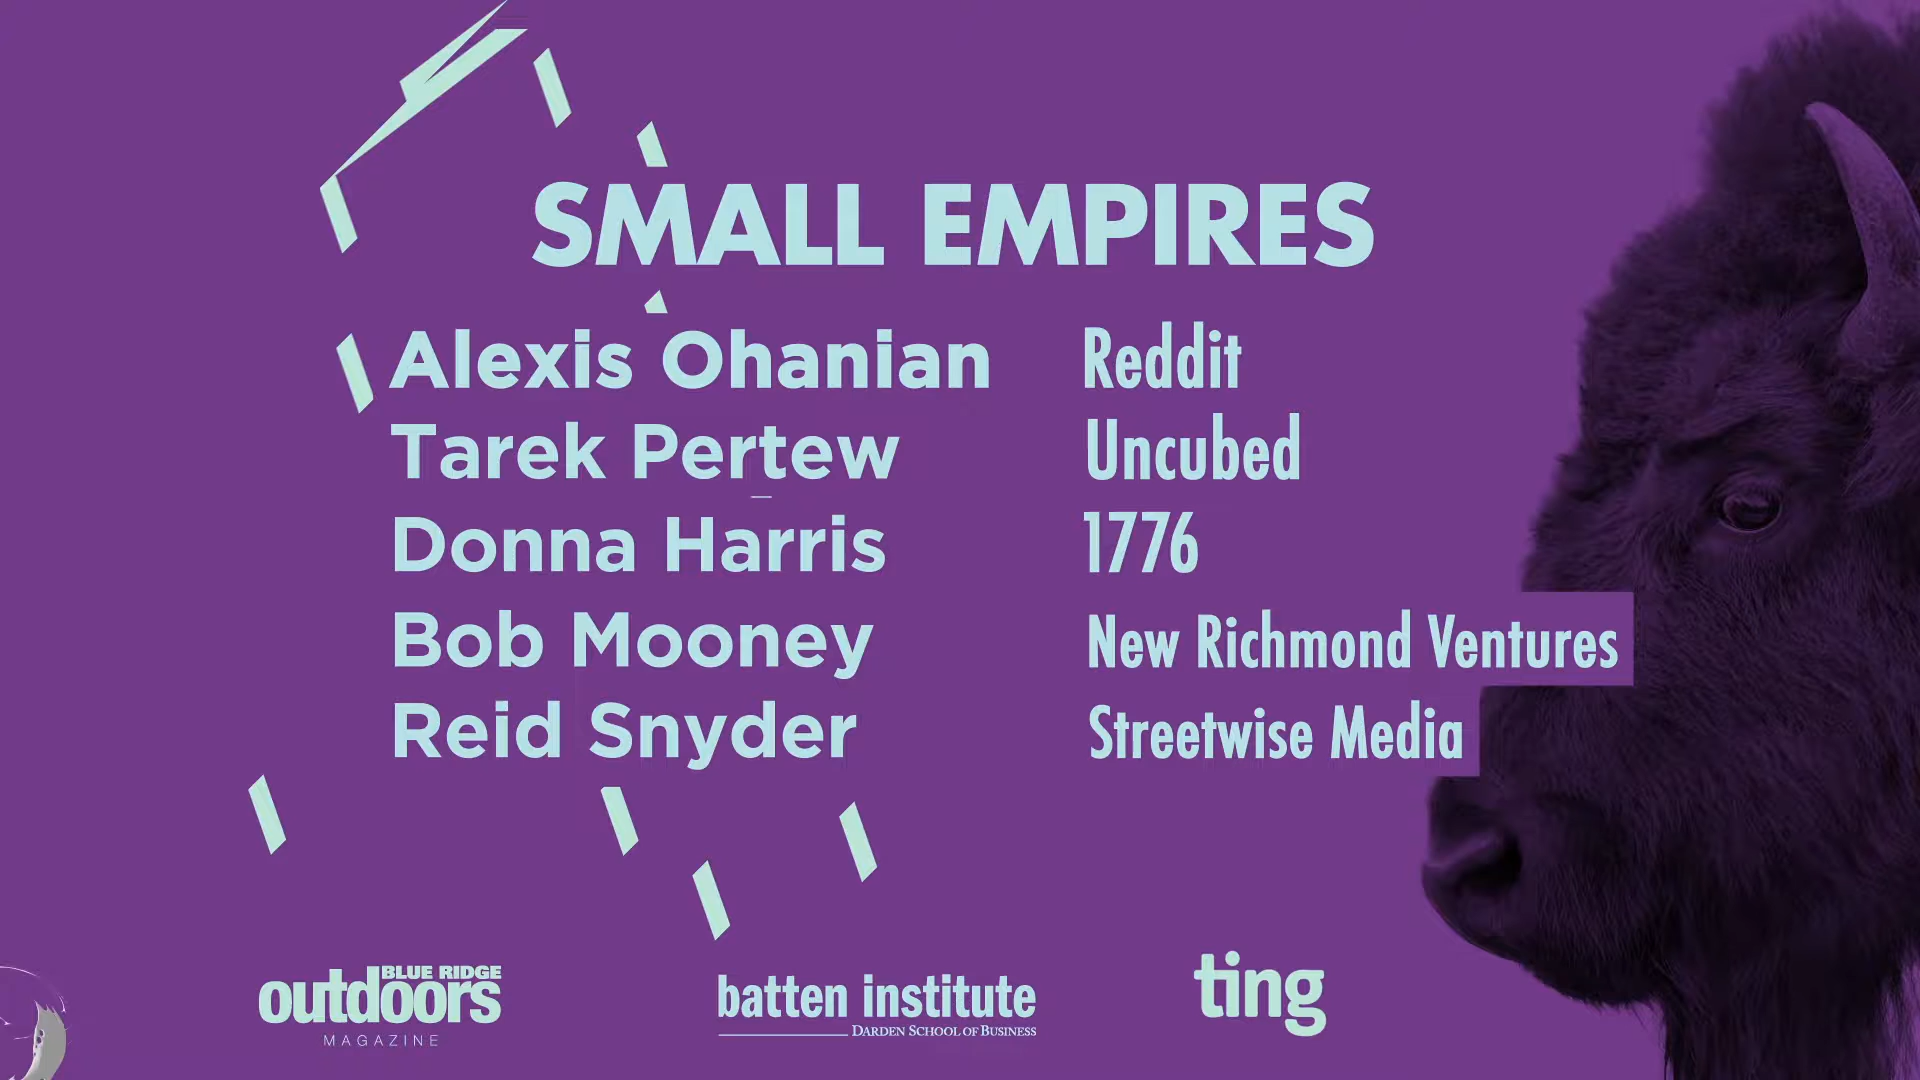 SMALL EMPIRES
Alexis Ohanian Reddit
Tarek Pertew Uncubed
Donna Harris 1776
Bob Mooney New Richmond Ventures
Reid Snyder Streetwise Media
BLUE RIDGE
outdoors
MAGAZINE
batten institute
DARDEN SCHOOL OF BUSINESS
ting